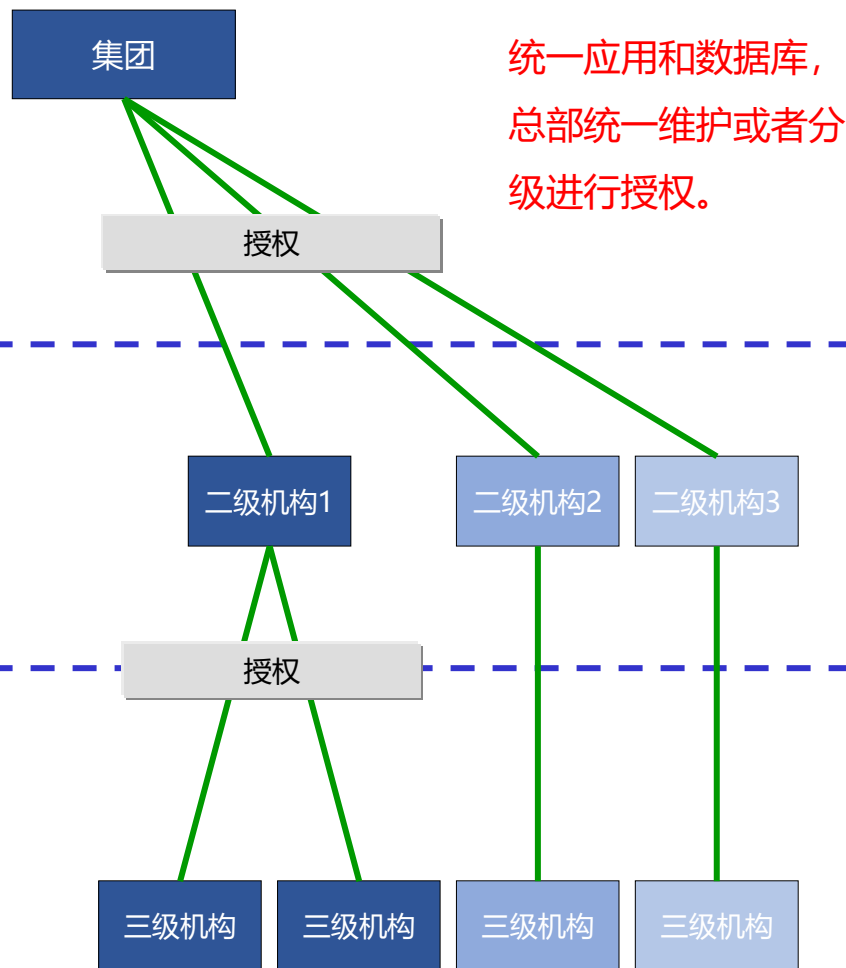 集团
统一应用和数据库，
总部统一维护或者分
级进行授权。
授权
二级机构1
二级机构2
二级机构3
授权
三级机构
三级机构
三级机构
三级机构